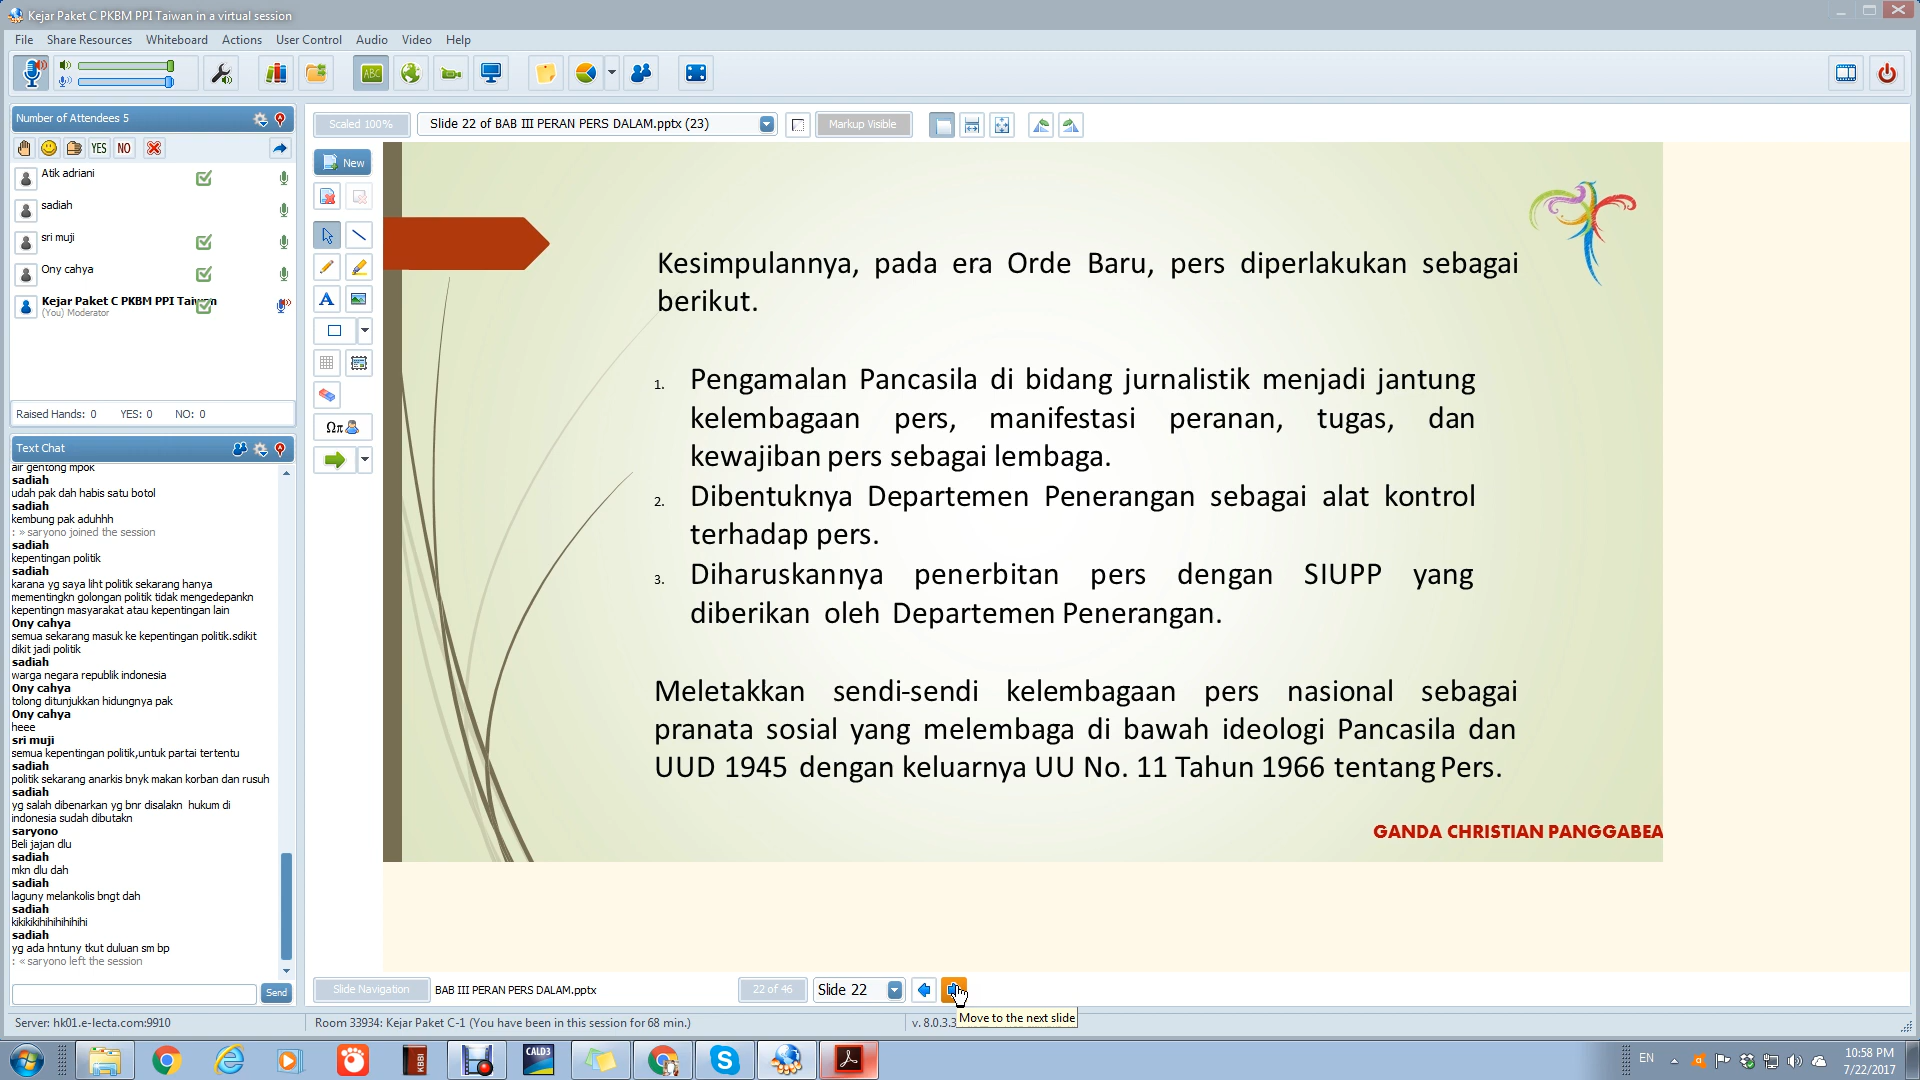 Kejar Paket C PKBM PPI Taiwan in a virtual session
File Share Resources Whiteboard Actions User Control Audio Video Help
ABC
Number of Attendees 5
YES NO
Atik adriani
sadiah
sri muji
Ony cahya
Kejar Paket C PKBM PPI Taiwan
(You) Moderator
Raised Hands: 0 YES: 0 NO: 0
Text Chat
air gentong mpok
sadiah
udah pak dah habis satu botol
sadiah
kembung pak aduhhh
: » saryono joined the session
sadiah
kepentingan politik
sadiah
karana yg saya liht politik sekarang hanya
mementingkn golongan politik tidak mengedepankn
kepentingn masyarakat atau kepentingan lain
Ony cahya
semua sekarang masuk ke kepentingan politik.sdikit
dikit jadi politik
sadiah
warga negara republik indonesia
Ony cahya
tolong ditunjukkan hidungnya pak
Ony cahya
heee
sri muji
semua kepentingan politik,untuk partai tertentu
sadiah
politik sekarang anarkis bnyk makan korban dan rusuh
sadiah
yg salah dibenarkan yg bnr disalakn hukum di
indonesia sudah dibutakn
saryono
Beli jajan dlu
sadiah
mkn dlu dah
sadiah
laguny melankolis bngt dah
sadiah
kikikikihihihihihihi
sadiah
yg ada hntuny tkut duluan sm bp
: « saryono left the session
Send
Scaled 100%
Slide 22 of BAB III PERAN PERS DALAM.pptx (23)
Markup Visible
New
A
Ωπ
Kesimpulannya, pada era Orde Baru, pers diperlakukan sebagai
berikut.
1. Pengamalan Pancasila di bidang jurnalistik menjadi jantung
kelembagaan pers, manifestasi peranan, tugas, dan
kewajiban pers sebagai lembaga.
2. Dibentuknya Departemen Penerangan sebagai alat kontrol
terhadap pers.
3. Diharuskannya penerbitan pers dengan SIUPP yang
diberikan oleh Departemen Penerangan.
Meletakkan sendi-sendi kelembagaan pers nasional sebagai
pranata sosial yang melembaga di bawah ideologi Pancasila dan
UUD 1945 dengan keluarnya UU No. 11 Tahun 1966 tentang Pers.
GANDA CHRISTIAN PANGGABEA
Slide Navigation
BAB III PERAN PERS DALAM.pptx
22 of 46
Slide 22
Move to the next slide
Server: hk01.e-lecta.com:9910
Room 33934: Kejar Paket C-1 (You have been in this session for 68 min.)
v. 8.0.3.3
KBBI
CALD3
EN
10:58 PM
7/22/2017